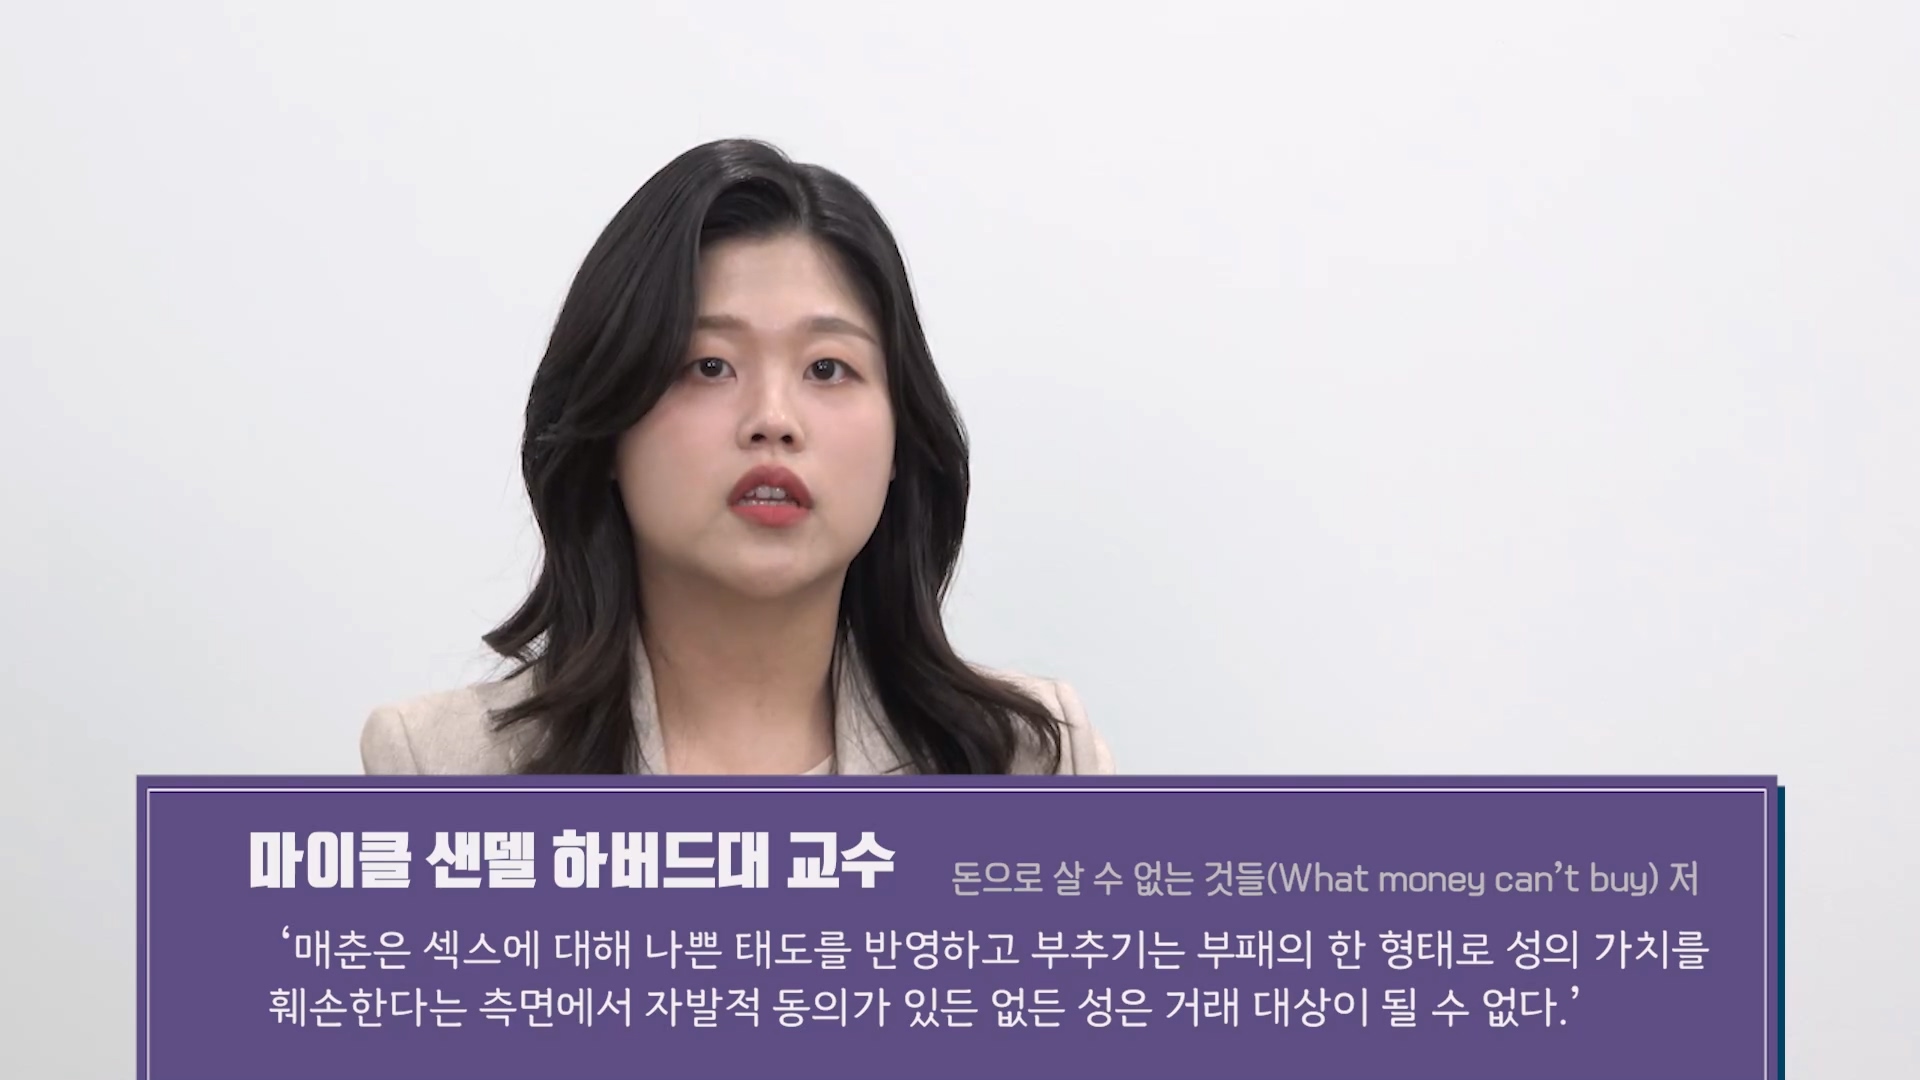 마이클 샌델 하버드대 교수 돈으로 살 수 없는 것들(What money can’t buy) 저
‘매춘은 섹스에 대해 나쁜 태도를 반영하고 부추기는 부패의 한 형태로 성의 가치를
훼손한다는 측면에서 자발적 동의가 있든 없든 성은 거래 대상이 될 수 없다.’